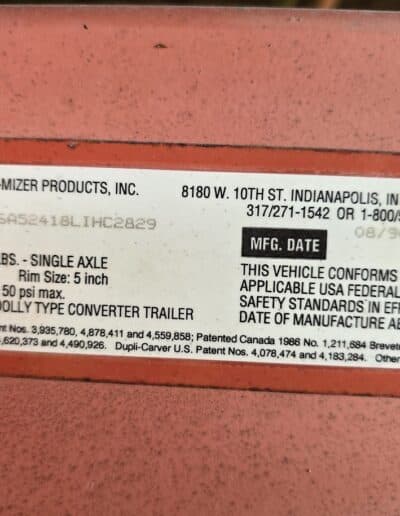 -MIZER PRODUCTS, INC. 8180 W. 10TH ST. INDIANAPOLIS, IN
317/271-1542 OR 1-800/
5A52418LIHC2829 08/9
MFG. DATE
LBS. - SINGLE AXLE THIS VEHICLE CONFORMS
Rim Size: 5 inch APPLICABLE USA FEDERAL
50 psi max. SAFETY STANDARDS IN EF
DOLLY TYPE CONVERTER TRAILER DATE OF MANUFACTURE AB
nt Nos. 3,935,780, 4,878,411 and 4,559,858; Patented Canada 1986 No. 1,211,684 Brevet
,620,373 and 4,490,926. Dupli-Carver U.S. Patent Nos. 4,078,474 and 4,183,284. Other